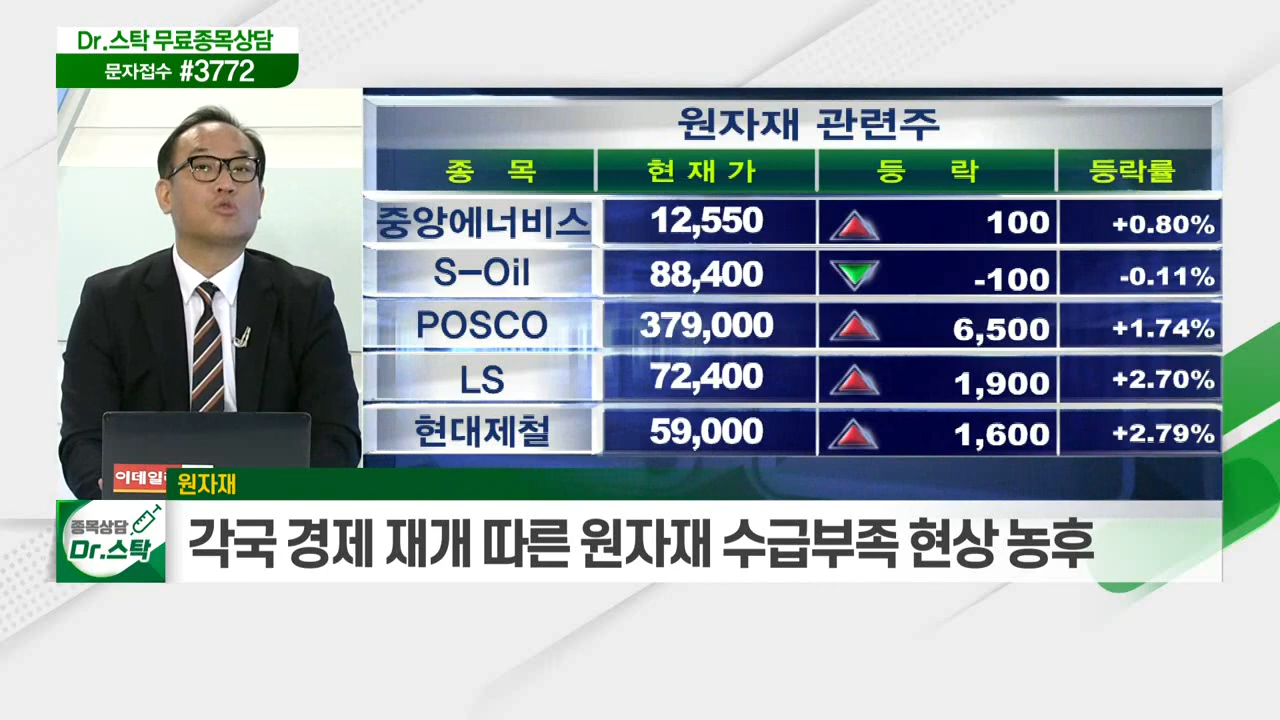 Dr.스탁 무료종목상담
문자접수 #3772
원자재 관련주
종 목 현재가 등 락 등락률
중앙에너비스 12,550 100 +0.80%
S-Oil 88,400 -100 -0.11%
POSCO 379,000 6,500 +1.74%
LS 72,400 1,900 +2.70%
현대제철 59,000 1,600 +2.79%
이데일리
원자재
종목상담
Dr.스탁
각국 경제 재개 따른 원자재 수급부족 현상 농후